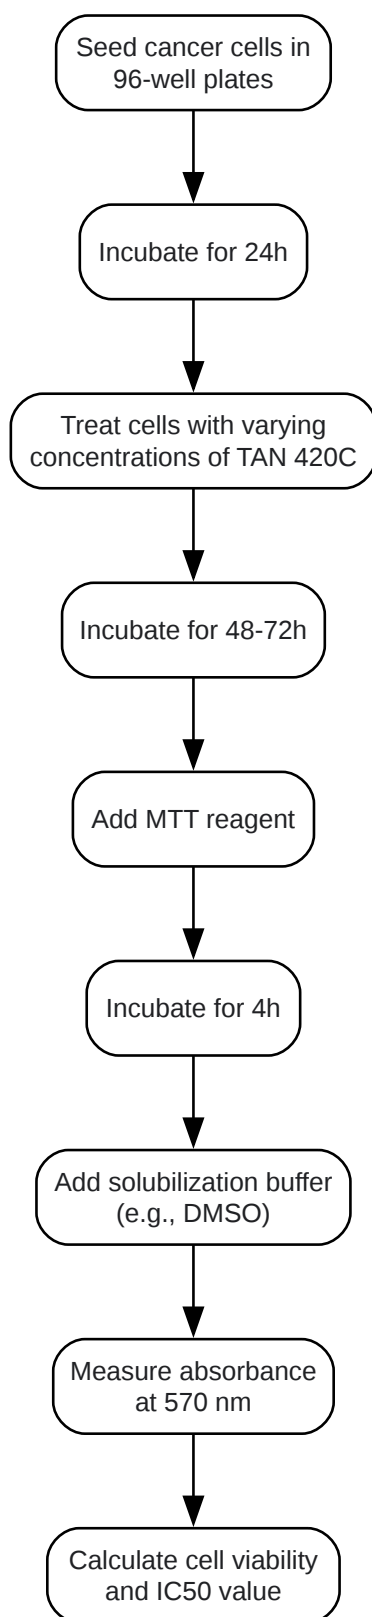 Seed cancer cells in
96-well plates
Incubate for 24h
Treat cells with varying
concentrations of TAN 420C
Incubate for 48-72h
Add MTT reagent
Incubate for 4h
Add solubilization buffer
(e.g., DMSO)
Measure absorbance
at 570 nm
Calculate cell viability
and IC50 value